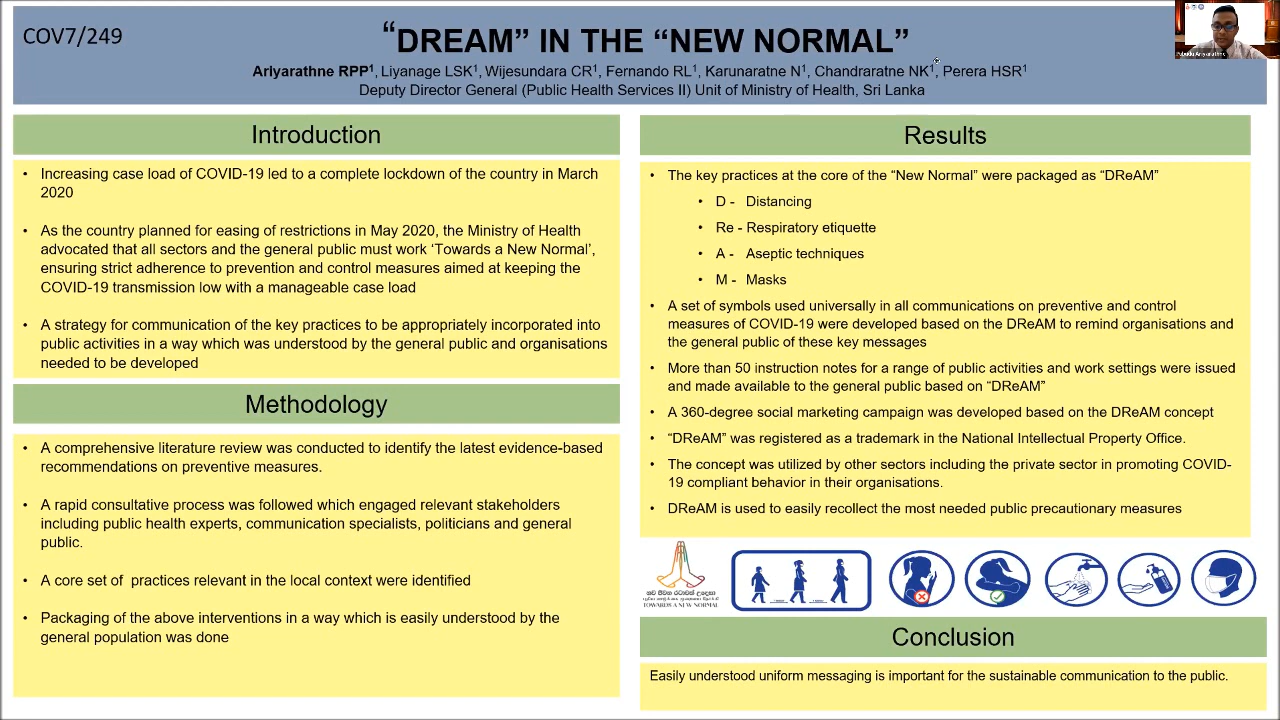 COV7/249
“DREAM” IN THE “NEW NORMAL”
Ariyarathne RPP1, Liyanage LSK1, Wijesundara CR1, Fernando RL1, Karunaratne N1, Chandraratne NK1, Perera HSR1
Deputy Director General (Public Health Services II) Unit of Ministry of Health, Sri Lanka
Pabudu Ariyarathne
Introduction
• Increasing case load of COVID-19 led to a complete lockdown of the country in March
2020
• As the country planned for easing of restrictions in May 2020, the Ministry of Health
advocated that all sectors and the general public must work ‘Towards a New Normal’,
ensuring strict adherence to prevention and control measures aimed at keeping the
COVID-19 transmission low with a manageable case load
• A strategy for communication of the key practices to be appropriately incorporated into
public activities in a way which was understood by the general public and organisations
needed to be developed
Methodology
• A comprehensive literature review was conducted to identify the latest evidence-based
recommendations on preventive measures.
• A rapid consultative process was followed which engaged relevant stakeholders
including public health experts, communication specialists, politicians and general
public.
• A core set of practices relevant in the local context were identified
• Packaging of the above interventions in a way which is easily understood by the
general population was done
Results
• The key practices at the core of the “New Normal” were packaged as “DReAM”
• D - Distancing
• Re - Respiratory etiquette
• A - Aseptic techniques
• M - Masks
• A set of symbols used universally in all communications on preventive and control
measures of COVID-19 were developed based on the DReAM to remind organisations and
the general public of these key messages
• More than 50 instruction notes for a range of public activities and work settings were issued
and made available to the general public based on “DReAM”
• A 360-degree social marketing campaign was developed based on the DReAM concept
• “DReAM” was registered as a trademark in the National Intellectual Property Office.
• The concept was utilized by other sectors including the private sector in promoting COVID-
19 compliant behavior in their organisations.
• DReAM is used to easily recollect the most needed public precautionary measures
TOWARDS A NEW NORMAL
Conclusion
Easily understood uniform messaging is important for the sustainable communication to the public.